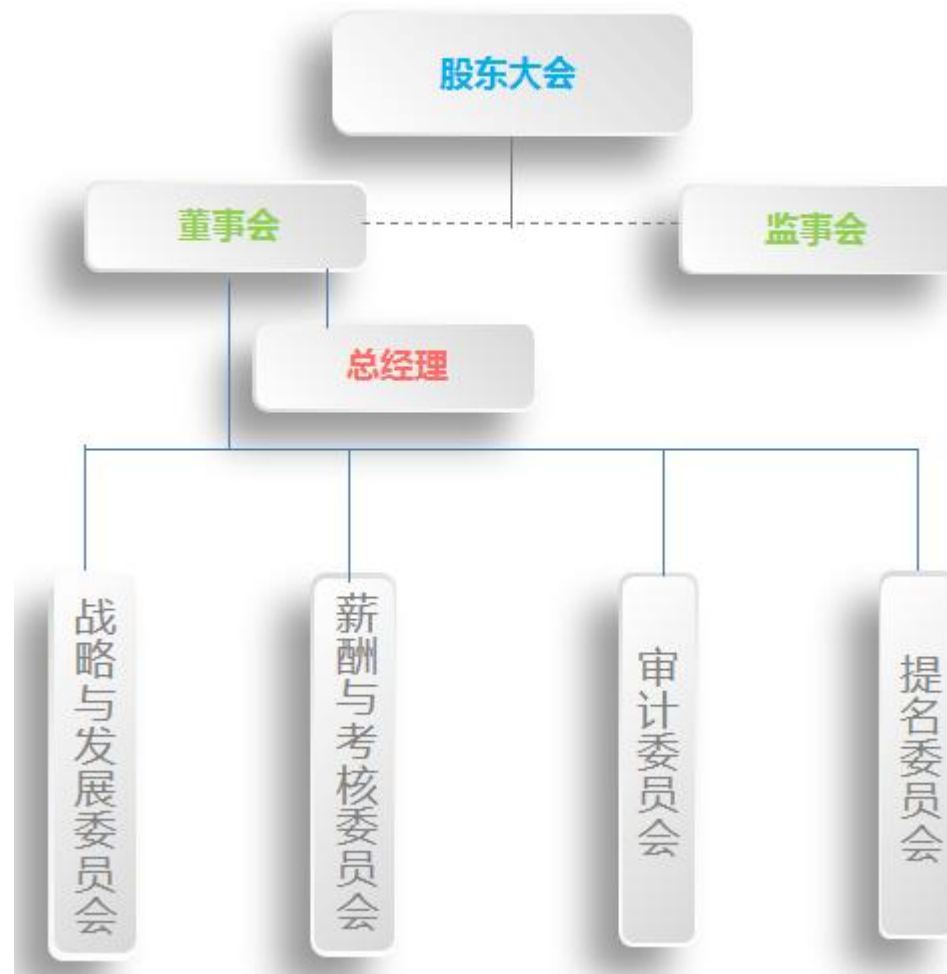 股东大会
董事会
监事会
总经理
战略与发展委员会
薪酬与考核委员会
审计委员会
提名委员会